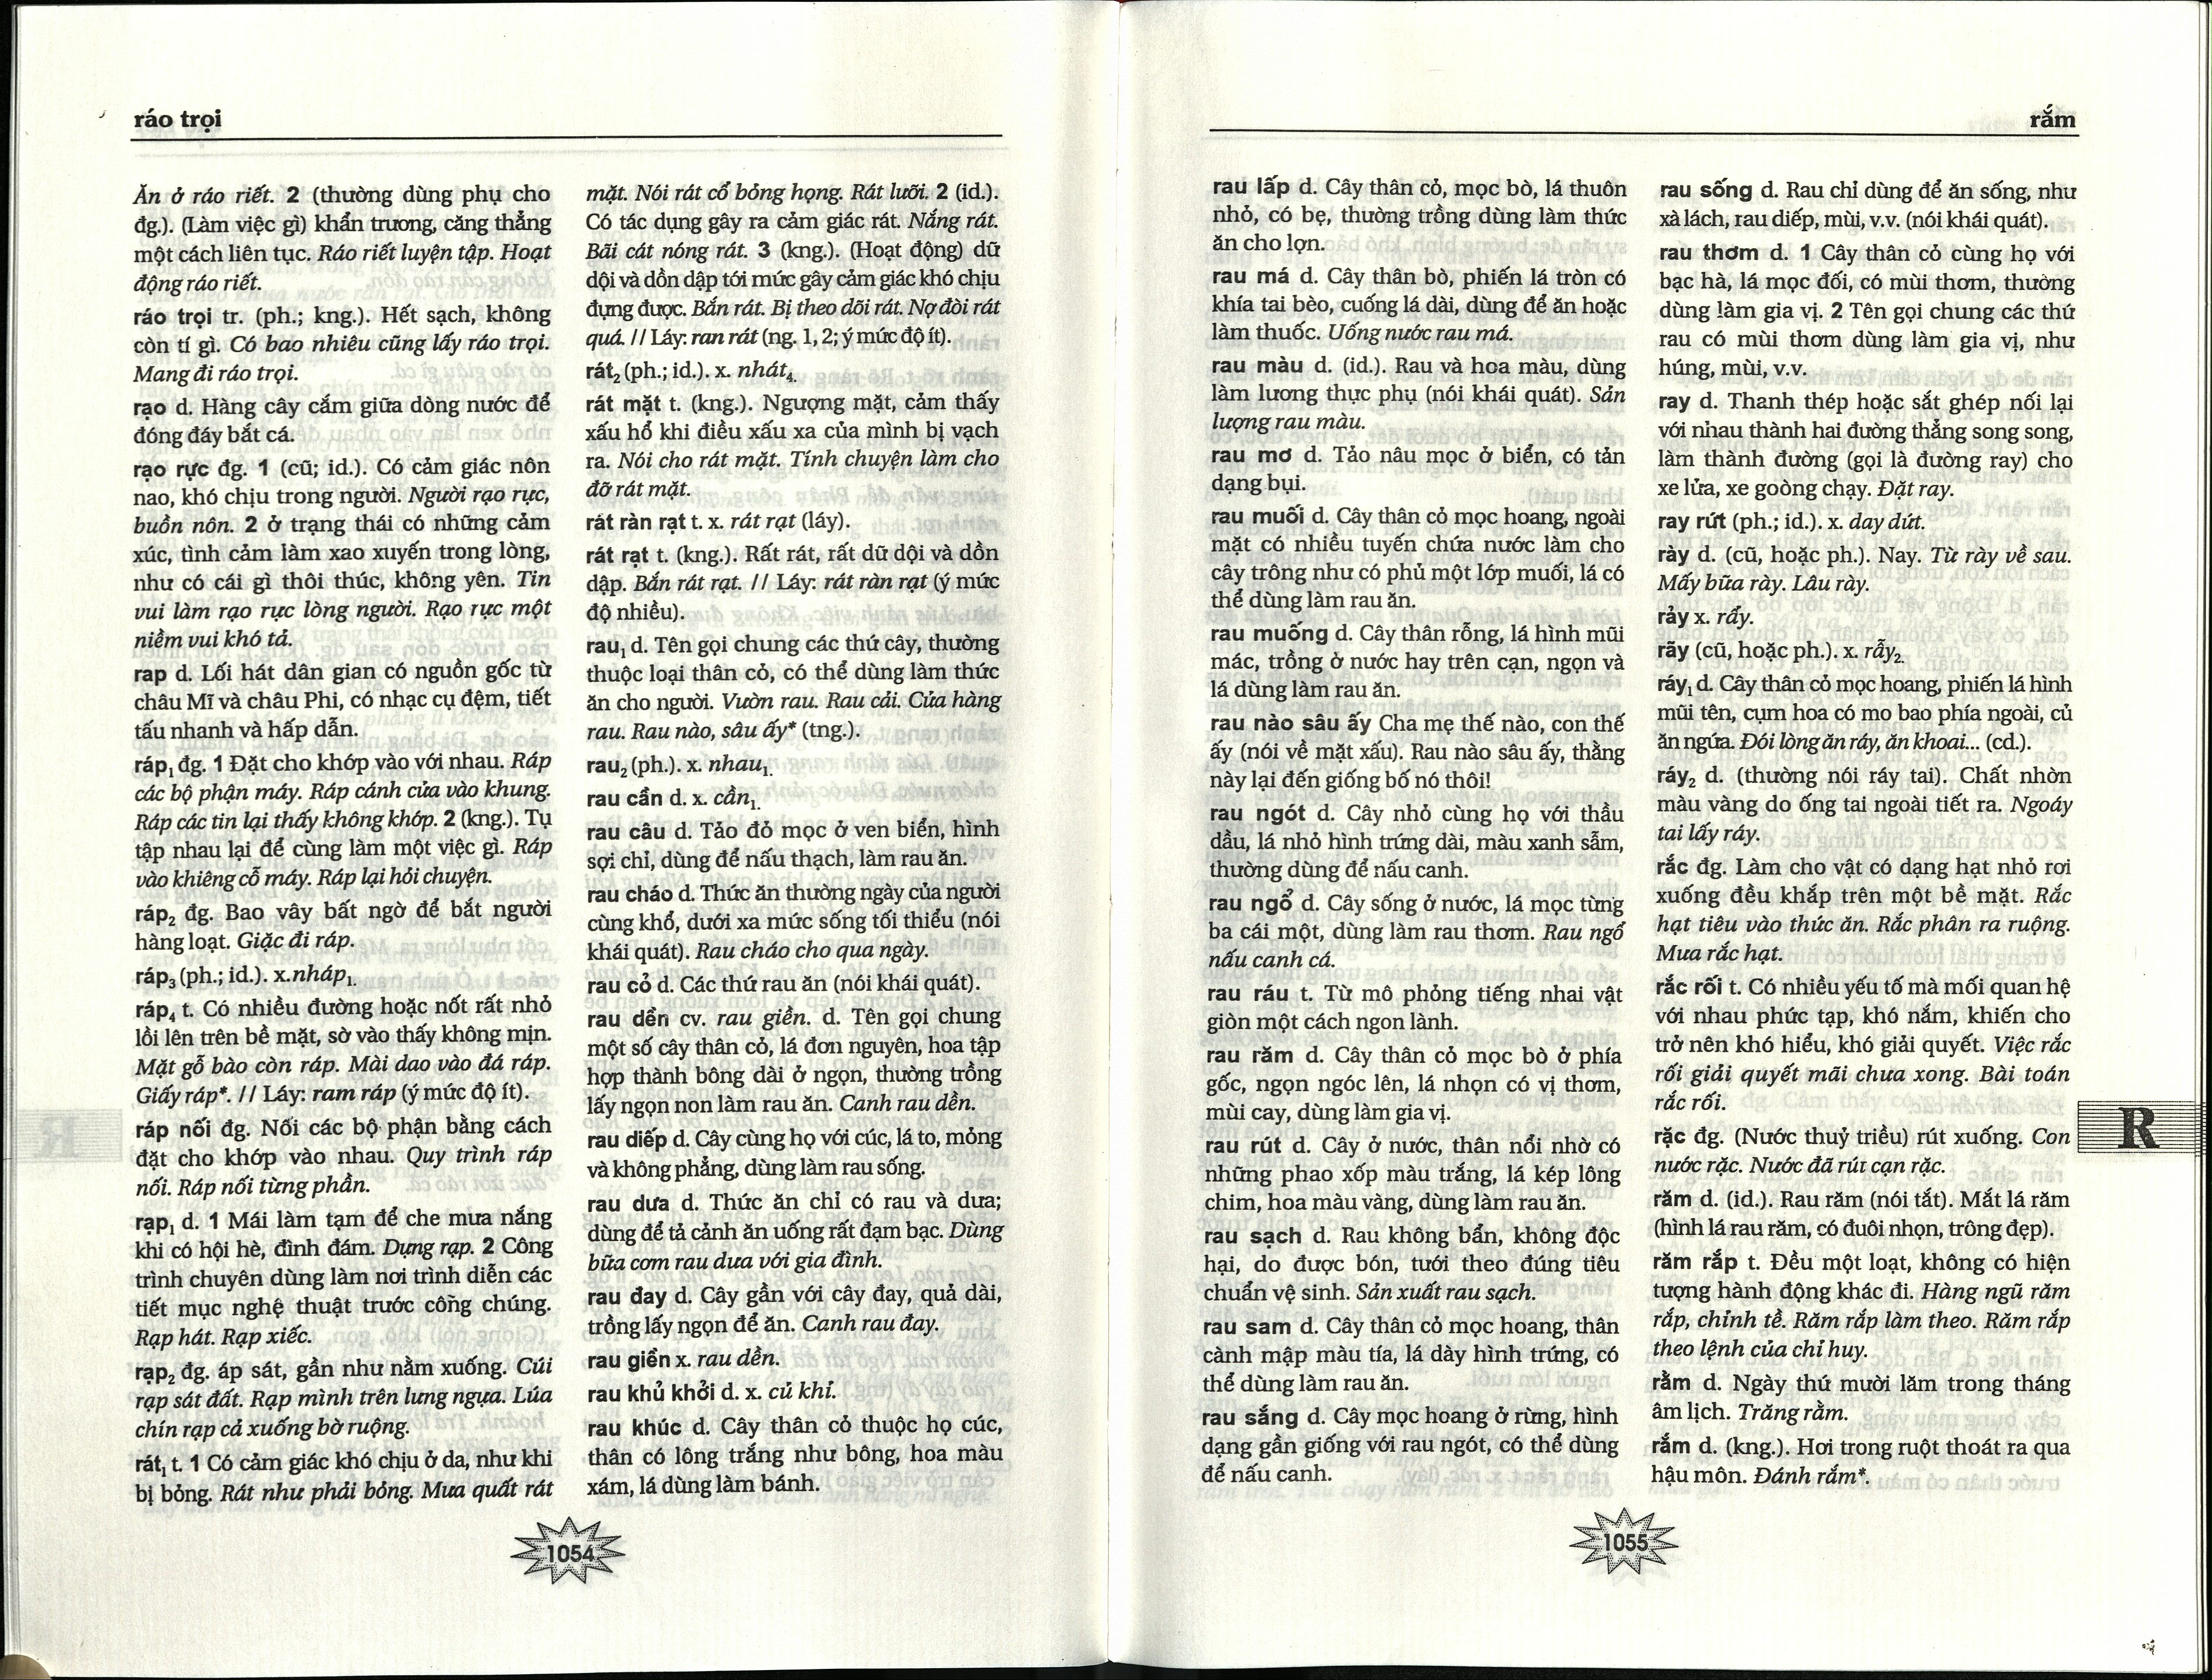 ráo trọi
Ăn ở ráo riết. 2 (thường dùng phụ cho
đg.). (Làm việc gì) khẩn trương, căng thẳng
một cách liên tục. Ráo riết luyện tập. Hoạt
động ráo riết.
ráo trọi tr. (ph.; kng.). Hết sạch, không
còn tí gì. Có bao nhiêu cũng lấy ráo trọi.
Mang đi ráo trọi.
rạo d. Hàng cây cắm giữa dòng nước để
đóng đáy bắt cá.
rạo rực đg. 1 (cũ; id.). Có cảm giác nôn
nao, khó chịu trong người. Người rạo rực,
buồn nôn. 2 ở trạng thái có những cảm
xúc, tình cảm làm xao xuyến trong lòng,
như có cái gì thôi thúc, không yên. Tin
vui làm rạo rực lòng người. Rạo rực một
niềm vui khó tả.
rap d. Lối hát dân gian có nguồn gốc từ
châu Mĩ và châu Phi, có nhạc cụ đệm, tiết
tấu nhanh và hấp dẫn.
ráp₁ đg. 1 Đặt cho khớp vào với nhau. Ráp
các bộ phận máy. Ráp cánh cửa vào khung.
Ráp các tin lại thấy không khớp. 2 (kng.). Tụ
tập nhau lại để cùng làm một việc gì. Ráp
vào khiêng cỗ máy. Ráp lại hỏi chuyện.
ráp₂ đg. Bao vây bất ngờ để bắt người
hàng loạt. Giặc đi ráp.
ráp₃ (ph.; id.). x.nháp₁.
ráp₄ t. Có nhiều đường hoặc nốt rất nhỏ
lồi lên trên bề mặt, sờ vào thấy không mịn.
Mặt gỗ bào còn ráp. Mài dao vào đá ráp.
Giấy ráp*. // Láy: ram ráp (ý mức độ ít).
ráp nối đg. Nối các bộ phận bằng cách
đặt cho khớp vào nhau. Quy trình ráp
nối. Ráp nối từng phần.
rạp₁ d. 1 Mái làm tạm để che mưa nắng
khi có hội hè, đình đám. Dựng rạp. 2 Công
trình chuyên dùng làm nơi trình diễn các
tiết mục nghệ thuật trước công chúng.
Rạp hát. Rạp xiếc.
rạp₂ đg. áp sát, gần như nằm xuống. Cúi
rạp sát đất. Rạp mình trên lưng ngựa. Lúa
chín rạp cả xuống bờ ruộng.
rát₁ t. 1 Có cảm giác khó chịu ở da, như khi
bị bỏng. Rát như phải bỏng. Mưa quất rát
mặt. Nói rát cổ bỏng họng. Rát lưỡi. 2 (id.).
Có tác dụng gây ra cảm giác rát. Nắng rát.
Bãi cát nóng rát. 3 (kng.). (Hoạt động) dữ
dội và dồn dập tới mức gây cảm giác khó chịu
đựng được. Bắn rát. Bị theo dõi rát. Nợ đòi rát
quá. // Láy: ran rát (ng. 1, 2; ý mức độ ít).
rát₂ (ph.; id.). x. nhát₄.
rát mặt t. (kng.). Ngượng mặt, cảm thấy
xấu hổ khi điều xấu xa của mình bị vạch
ra. Nói cho rát mặt. Tính chuyện làm cho
đỡ rát mặt.
rát ràn rạt t. x. rát rạt (láy).
rát rạt t. (kng.). Rất rát, rất dữ dội và dồn
dập. Bắn rát rạt. // Láy: rát ràn rạt (ý mức
độ nhiều).
rau₁ d. Tên gọi chung các thứ cây, thường
thuộc loại thân cỏ, có thể dùng làm thức
ăn cho người. Vườn rau. Rau cải. Cửa hàng
rau. Rau nào, sâu ấy* (tng.).
rau₂ (ph.). x. nhau₁.
rau cần d. x. cần₁.
rau câu d. Tảo đỏ mọc ở ven biển, hình
sợi chỉ, dùng để nấu thạch, làm rau ăn.
rau cháo d. Thức ăn thường ngày của người
cùng khổ, dưới xa mức sống tối thiểu (nói
khái quát). Rau cháo cho qua ngày.
rau cỏ d. Các thứ rau ăn (nói khái quát).
rau dền cv. rau giền. d. Tên gọi chung
một số cây thân cỏ, lá đơn nguyên, hoa tập
hợp thành bông dài ở ngọn, thường trồng
lấy ngọn non làm rau ăn. Canh rau dền.
rau diếp d. Cây cùng họ với cúc, lá to, mỏng
và không phẳng, dùng làm rau sống.
rau dưa d. Thức ăn chỉ có rau và dưa;
dùng để tả cảnh ăn uống rất đạm bạc. Dùng
bữa cơm rau dưa với gia đình.
rau đay d. Cây gần với cây đay, quả dài,
trồng lấy ngọn để ăn. Canh rau đay.
rau giền x. rau dền.
rau khủ khởi d. x. củ khỉ.
rau khúc d. Cây thân cỏ thuộc họ cúc,
thân có lông trắng như bông, hoa màu
xám, lá dùng làm bánh.
1054
rắm
rau lấp d. Cây thân cỏ, mọc bò, lá thuôn
nhỏ, có bẹ, thường trồng dùng làm thức
ăn cho lợn.
rau má d. Cây thân bò, phiến lá tròn có
khía tai bèo, cuống lá dài, dùng để ăn hoặc
làm thuốc. Uống nước rau má.
rau màu d. (id.). Rau và hoa màu, dùng
làm lương thực phụ (nói khái quát). Sản
lượng rau màu.
rau mơ d. Tảo nâu mọc ở biển, có tản
dạng bụi.
rau muối d. Cây thân cỏ mọc hoang, ngoài
mặt có nhiều tuyến chứa nước làm cho
cây trông như có phủ một lớp muối, lá có
thể dùng làm rau ăn.
rau muống d. Cây thân rỗng, lá hình mũi
mác, trồng ở nước hay trên cạn, ngọn và
lá dùng làm rau ăn.
rau nào sâu ấy Cha mẹ thế nào, con thế
ấy (nói về mặt xấu). Rau nào sâu ấy, thằng
này lại đến giống bố nó thôi!
rau ngót d. Cây nhỏ cùng họ với thầu
dầu, lá nhỏ hình trứng dài, màu xanh sẫm,
thường dùng để nấu canh.
rau ngổ d. Cây sống ở nước, lá mọc từng
ba cái một, dùng làm rau thơm. Rau ngổ
nấu canh cá.
rau ráu t. Từ mô phỏng tiếng nhai vật
giòn một cách ngon lành.
rau răm d. Cây thân cỏ mọc bò ở phía
gốc, ngọn ngóc lên, lá nhọn có vị thơm,
mùi cay, dùng làm gia vị.
rau rút d. Cây ở nước, thân nổi nhờ có
những phao xốp màu trắng, lá kép lông
chim, hoa màu vàng, dùng làm rau ăn.
rau sạch d. Rau không bẩn, không độc
hại, do được bón, tưới theo đúng tiêu
chuẩn vệ sinh. Sản xuất rau sạch.
rau sam d. Cây thân cỏ mọc hoang, thân
cành mập màu tía, lá dày hình trứng, có
thể dùng làm rau ăn.
rau sắng d. Cây mọc hoang ở rừng, hình
dạng gần giống với rau ngót, có thể dùng
để nấu canh.
rau sống d. Rau chỉ dùng để ăn sống, như
xà lách, rau diếp, mùi, v.v. (nói khái quát).
rau thơm d. 1 Cây thân cỏ cùng họ với
bạc hà, lá mọc đối, có mùi thơm, thường
dùng làm gia vị. 2 Tên gọi chung các thứ
rau có mùi thơm dùng làm gia vị, như
húng, mùi, v.v.
ray d. Thanh thép hoặc sắt ghép nối lại
với nhau thành hai đường thẳng song song,
làm thành đường (gọi là đường ray) cho
xe lửa, xe goòng chạy. Đặt ray.
ray rứt (ph.; id.). x. day dứt.
rày d. (cũ, hoặc ph.). Nay. Từ rày về sau.
Mấy bữa rày. Lâu rày.
rảy x. rẩy.
rãy (cũ, hoặc ph.). x. rẫy₂.
ráy₁ d. Cây thân cỏ mọc hoang, phiến lá hình
mũi tên, cụm hoa có mo bao phía ngoài, củ
ăn ngứa. Đói lòng ăn ráy, ăn khoai... (cd.).
ráy₂ d. (thường nói ráy tai). Chất nhờn
màu vàng do ống tai ngoài tiết ra. Ngoáy
tai lấy ráy.
rắc đg. Làm cho vật có dạng hạt nhỏ rơi
xuống đều khắp trên một bề mặt. Rắc
hạt tiêu vào thức ăn. Rắc phân ra ruộng.
Mưa rắc hạt.
rắc rối t. Có nhiều yếu tố mà mối quan hệ
với nhau phức tạp, khó nắm, khiến cho
trở nên khó hiểu, khó giải quyết. Việc rắc
rối giải quyết mãi chưa xong. Bài toán
rắc rối.
rặc đg. (Nước thuỷ triều) rút xuống. Con
nước rặc. Nước đã rút cạn rặc.
răm d. (id.). Rau răm (nói tắt). Mắt lá răm
(hình lá rau răm, có đuôi nhọn, trông đẹp).
răm rắp t. Đều một loạt, không có hiện
tượng hành động khác đi. Hàng ngũ răm
rắp, chỉnh tề. Răm rắp làm theo. Răm rắp
theo lệnh của chỉ huy.
rằm d. Ngày thứ mười lăm trong tháng
âm lịch. Trăng rằm.
rắm d. (kng.). Hơi trong ruột thoát ra qua
hậu môn. Đánh rắm*.
R
1055